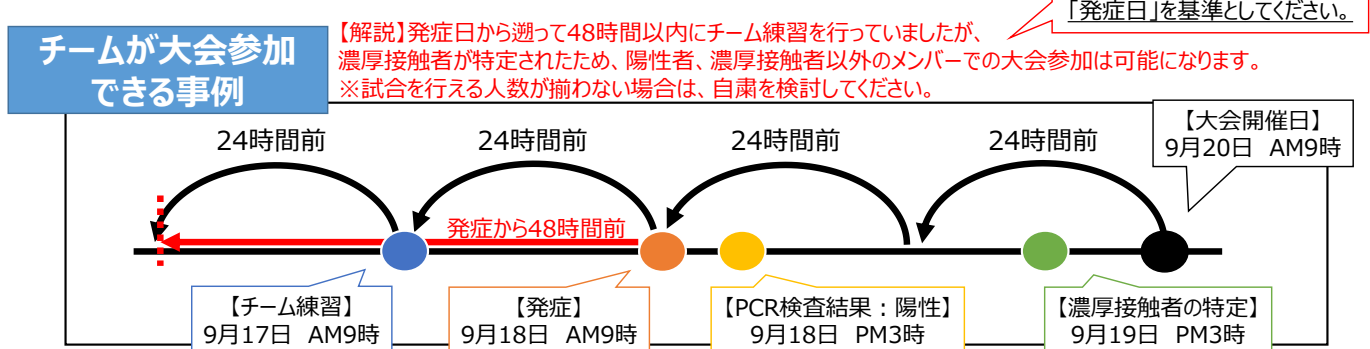 「発症日」を基準としてください。
チームが大会参加
できる事例
【解説】発症日から遡って48時間以内にチーム練習を行っていましたが、
濃厚接触者が特定されたため、陽性者、濃厚接触者以外のメンバーでの大会参加は可能になります。
※試合を行える人数が揃わない場合は、自粛を検討してください。
【大会開催日】
9月20日 AM9時
24時間前
24時間前
24時間前
24時間前
発症から48時間前
【チーム練習】
9月17日 AM9時
【発症】
9月18日 AM9時
【PCR検査結果：陽性】
9月18日 PM3時
【濃厚接触者の特定】
9月19日 PM3時